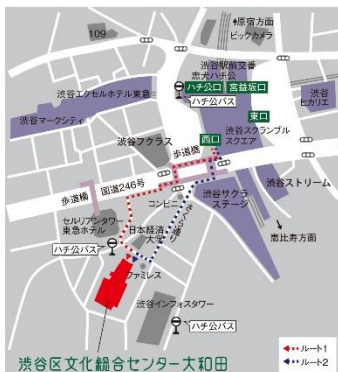 原宿方面
ビックカメラ
109
渋谷駅前交番
忠犬ハチ公
ハチ公口
宮益坂口
渋谷エクセルホテル東急
ハチ公バス
渋谷
ヒカリエ
東口
渋谷マークシティ
西口
渋谷スクランブル
スクエア
渋谷フクラス
歩道橋
渋谷ストリーム
歩道橋
国道246号
渋谷サクラ
ステージ
コンビニ
さくら通り
セルリアンタワー
東急ホテル
日本経済
大学
恵比寿方面
ハチ公バス
ファミレス
渋谷インフォスタワー
ハチ公バス
ルート1
ルート2
渋谷区文化総合センター大和田